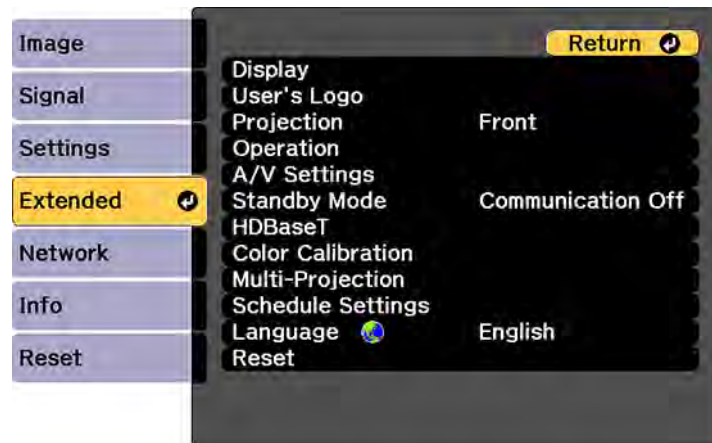 Image
Signal
Settings
Extended
Network
Info
Reset
Return
Display
User's Logo
Projection Front
Operation
A/V Settings
Standby Mode Communication Off
HDBaseT
Color Calibration
Multi-Projection
Schedule Settings
Language English
Reset